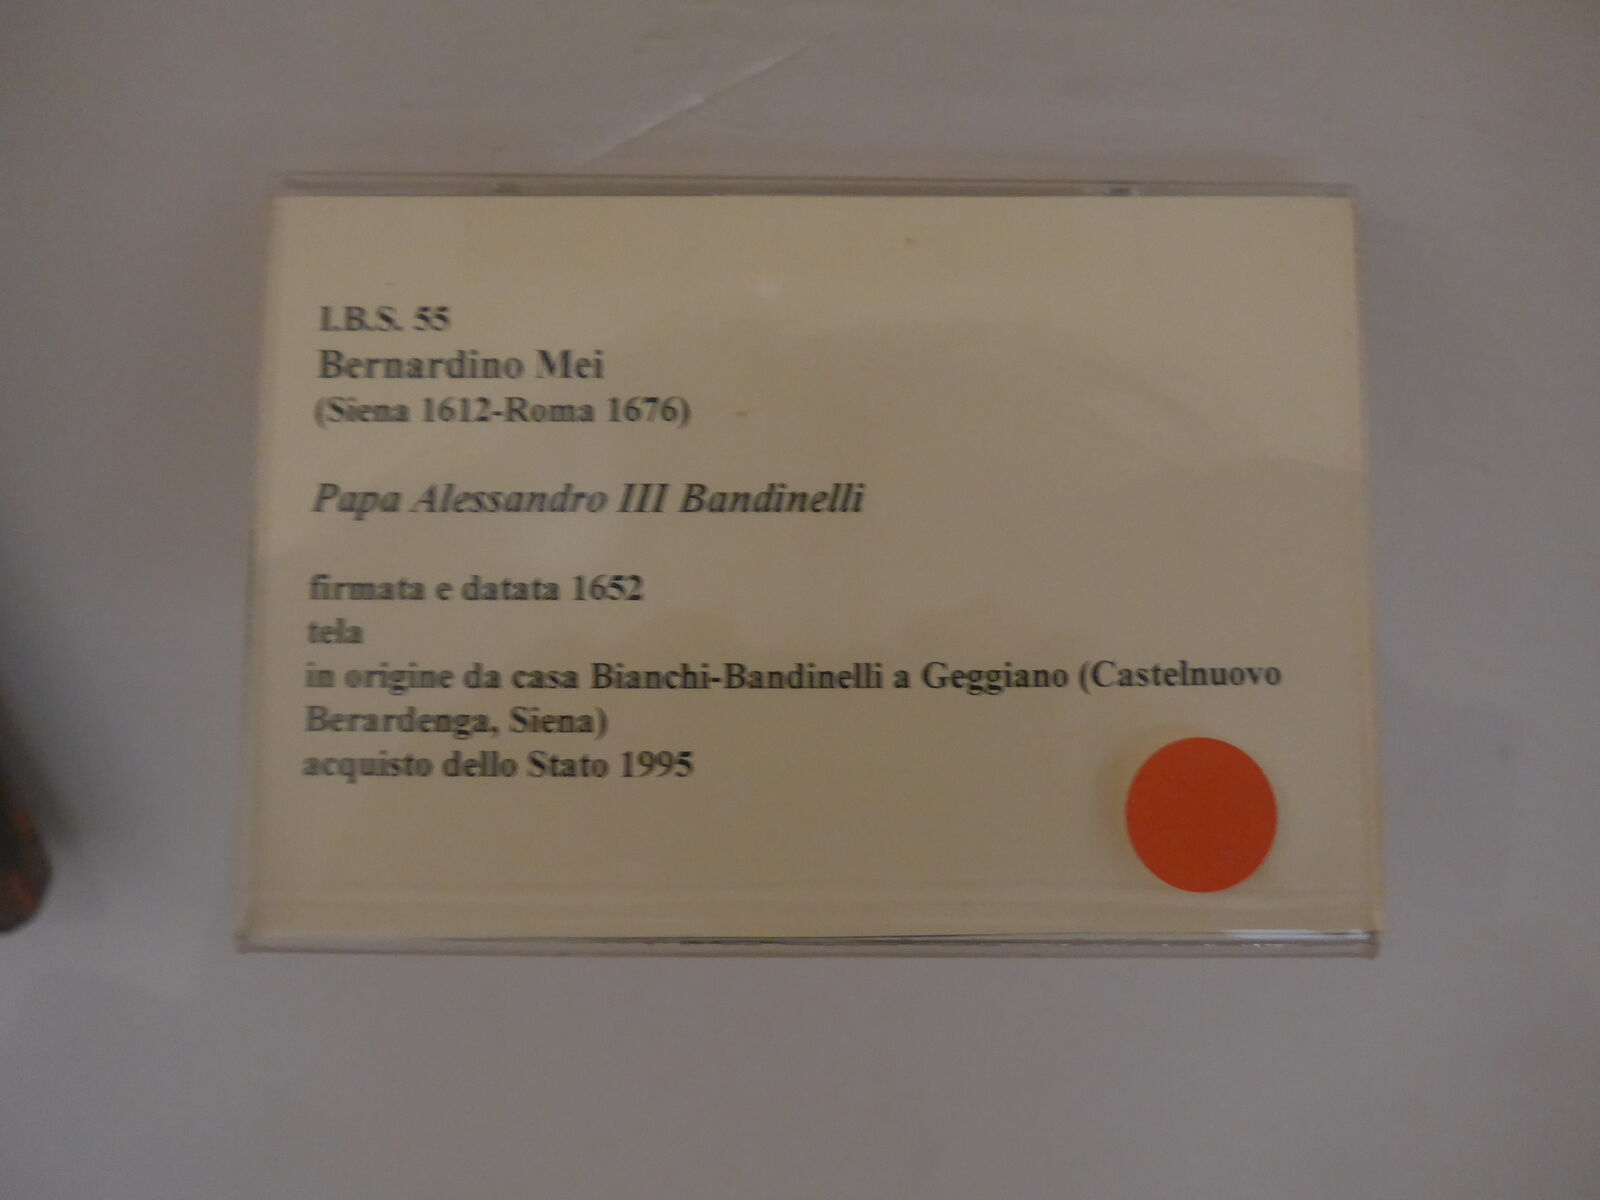 I.B.S. 55
Bernardino Mei
(Siena 1612-Roma 1676)
Papa Alessandro III Bandinelli
firmata e datata 1652
tela
in origine da casa Bianchi-Bandinelli a Geggiano (Castelnuovo
Berardenga, Siena)
acquisto dello Stato 1995